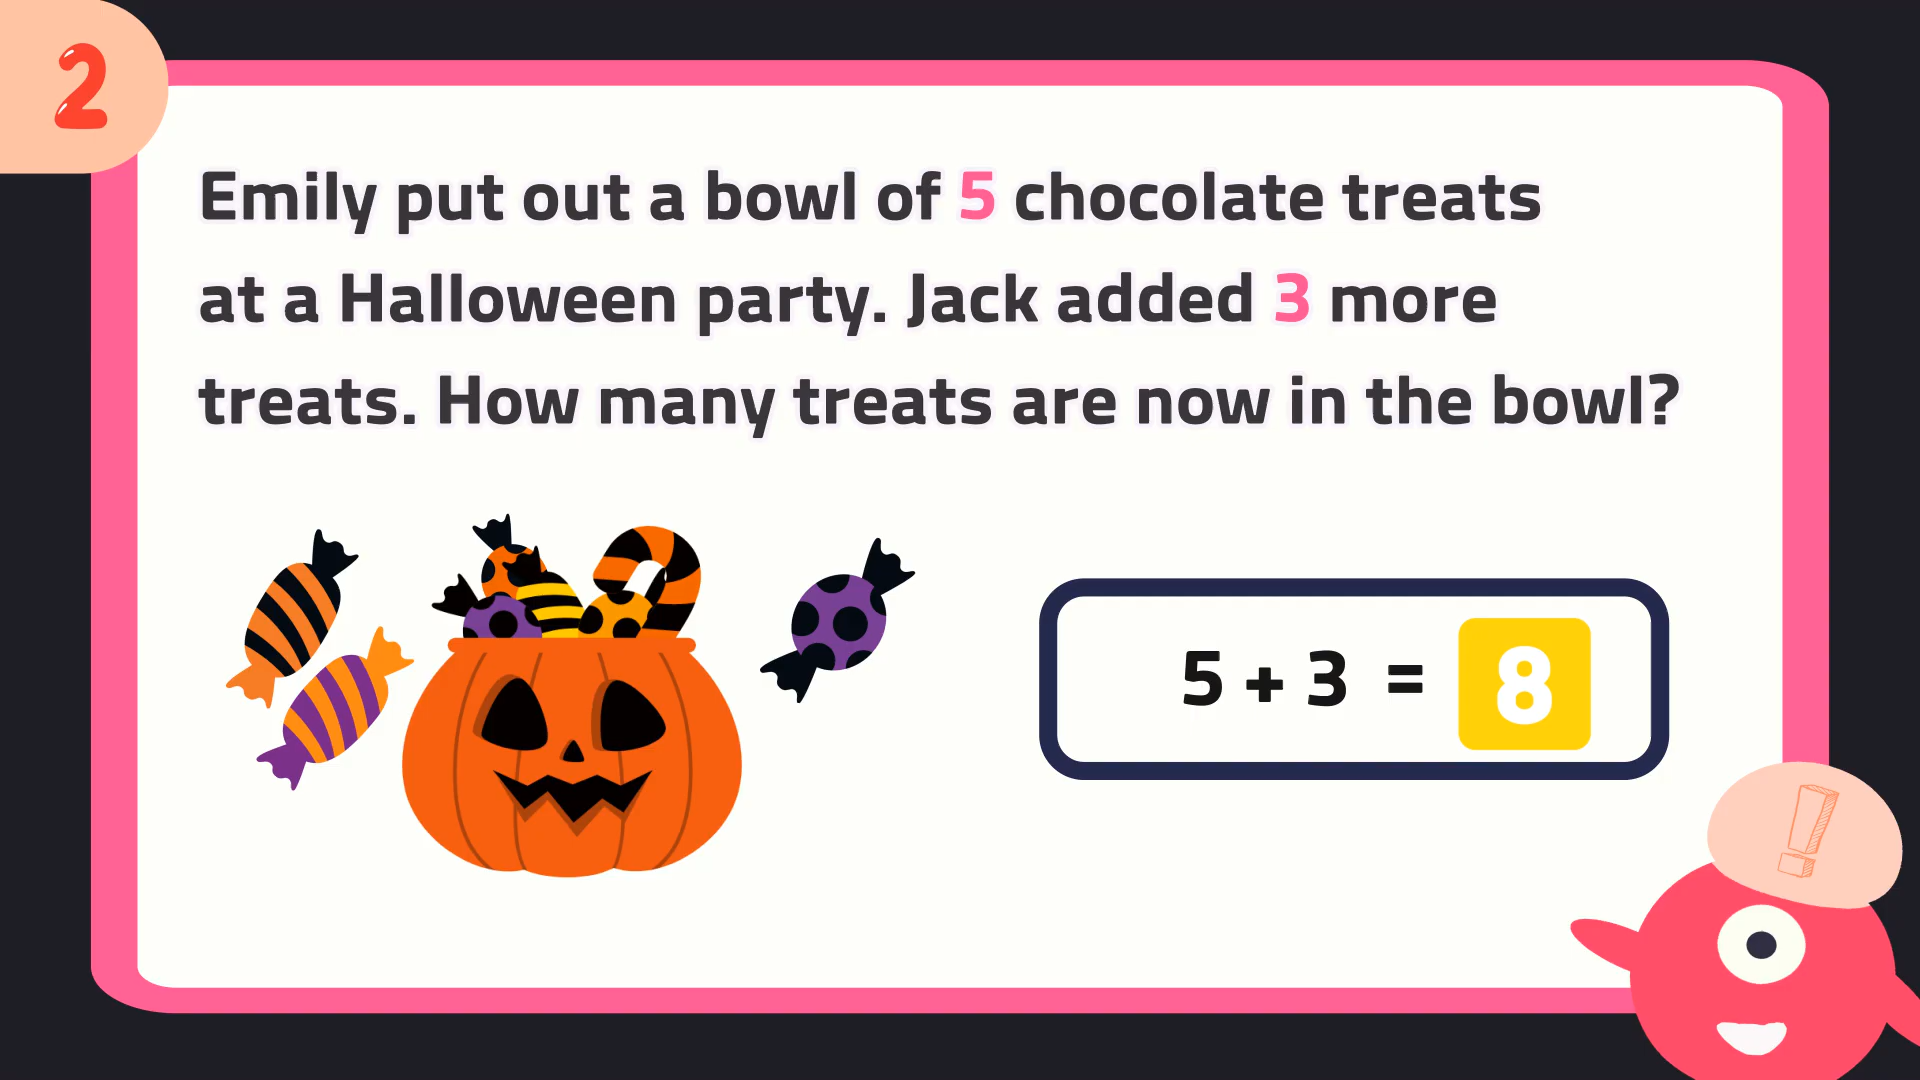 2
Emily put out a bowl of 5 chocolate treats
at a Halloween party. Jack added 3 more
treats. How many treats are now in the bowl?
5 + 3 = 8
!